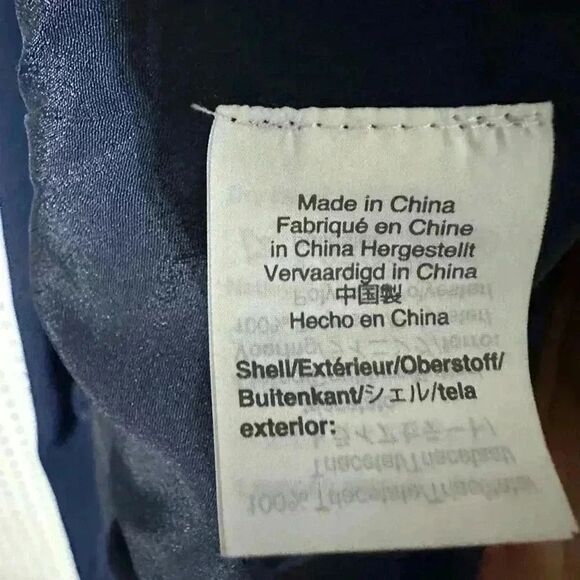 Made in China
Fabriqué en Chine
in China Hergestellt
Vervaardigd in China
中国製
Hecho en China
Shell/Extérieur/Oberstoff/
Buitenkant/シェル/tela
exterior: